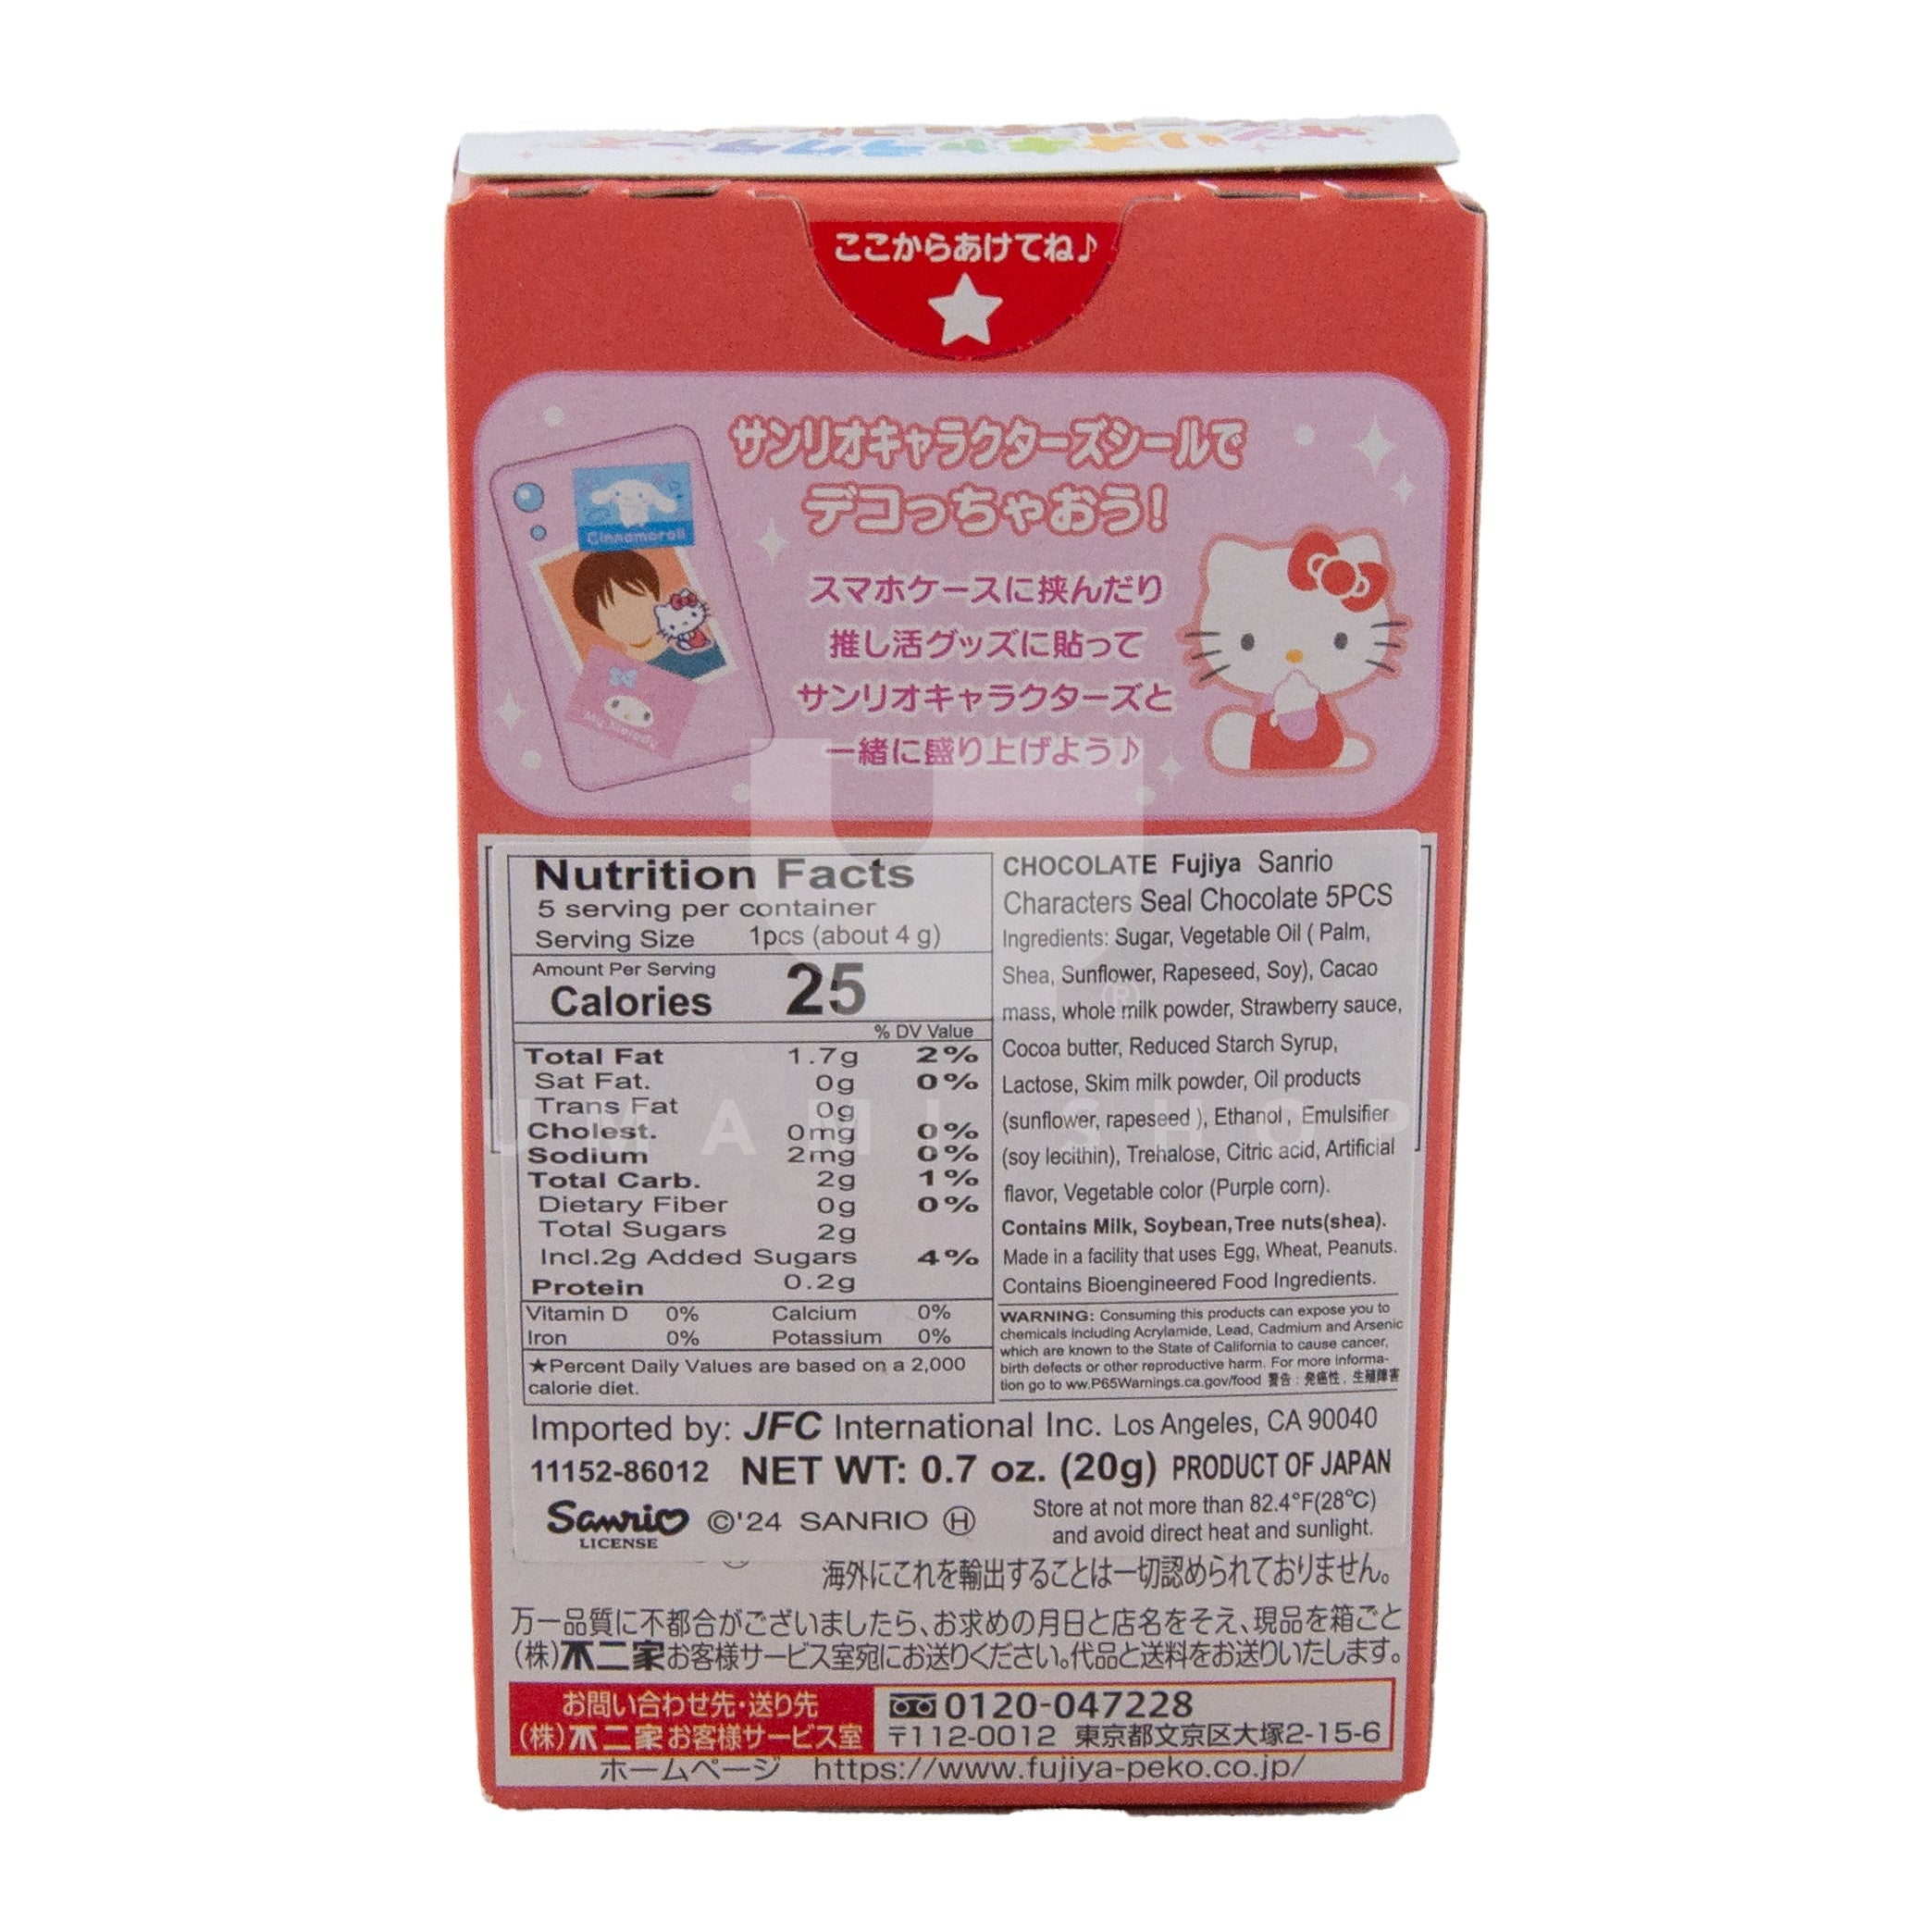 サンリオキャラクターズ
ここからあけてね♪
サンリオキャラクターズシールで
デコっちゃおう!
スマホケースに挟んだり
推し活グッズに貼って
サンリオキャラクターズと
一緒に盛り上げよう♪
Cinnamoroll
My Melody
Nutrition Facts
5 serving per container
Serving Size 1pcs (about 4 g)
Amount Per Serving
Calories 25
% DV Value
Total Fat 1.7g 2%
Sat Fat. 0g 0%
Trans Fat 0g
Cholest. 0mg 0%
Sodium 2mg 0%
Total Carb. 2g 1%
Dietary Fiber 0g 0%
Total Sugars 2g
Incl.2g Added Sugars 4%
Protein 0.2g
Vitamin D 0% Calcium 0%
Iron 0% Potassium 0%
★Percent Daily Values are based on a 2,000
calorie diet.
CHOCOLATE Fujiya Sanrio
Characters Seal Chocolate 5PCS
Ingredients: Sugar, Vegetable Oil ( Palm,
Shea, Sunflower, Rapeseed, Soy), Cacao
mass, whole milk powder, Strawberry sauce,
Cocoa butter, Reduced Starch Syrup,
Lactose, Skim milk powder, Oil products
(sunflower, rapeseed ), Ethanol, Emulsifier
(soy lecithin), Trehalose, Citric acid, Artificial
flavor, Vegetable color (Purple corn).
Contains Milk, Soybean,Tree nuts(shea).
Made in a facility that uses Egg, Wheat, Peanuts.
Contains Bioengineered Food Ingredients.
WARNING: Consuming this products can expose you to
chemicals including Acrylamide, Lead, Cadmium and Arsenic
which are known to the State of California to cause cancer,
birth defects or other reproductive harm. For more informa-
tion go to ww.P65Warnings.ca.gov/food 警告:発癌性,生殖障害
Imported by: JFC International Inc. Los Angeles, CA 90040
11152-86012 NET WT: 0.7 oz. (20g) PRODUCT OF JAPAN
Sanrio ©'24 SANRIO Ⓗ
LICENSE
Store at not more than 82.4°F(28℃)
and avoid direct heat and sunlight.
海外にこれを輸出することは一切認められておりません。
万一品質に不都合がございましたら、お求めの月日と店名をそえ、現品を箱ごと
(株)不二家お客様サービス室宛にお送りください。代品と送料をお送りいたします。
お問い合わせ先・送り先
(株)不二家お客様サービス室
0120-047228
〒112-0012 東京都文京区大塚2-15-6
ホームページ https://www.fujiya-peko.co.jp/
UMAMI SHOP
®